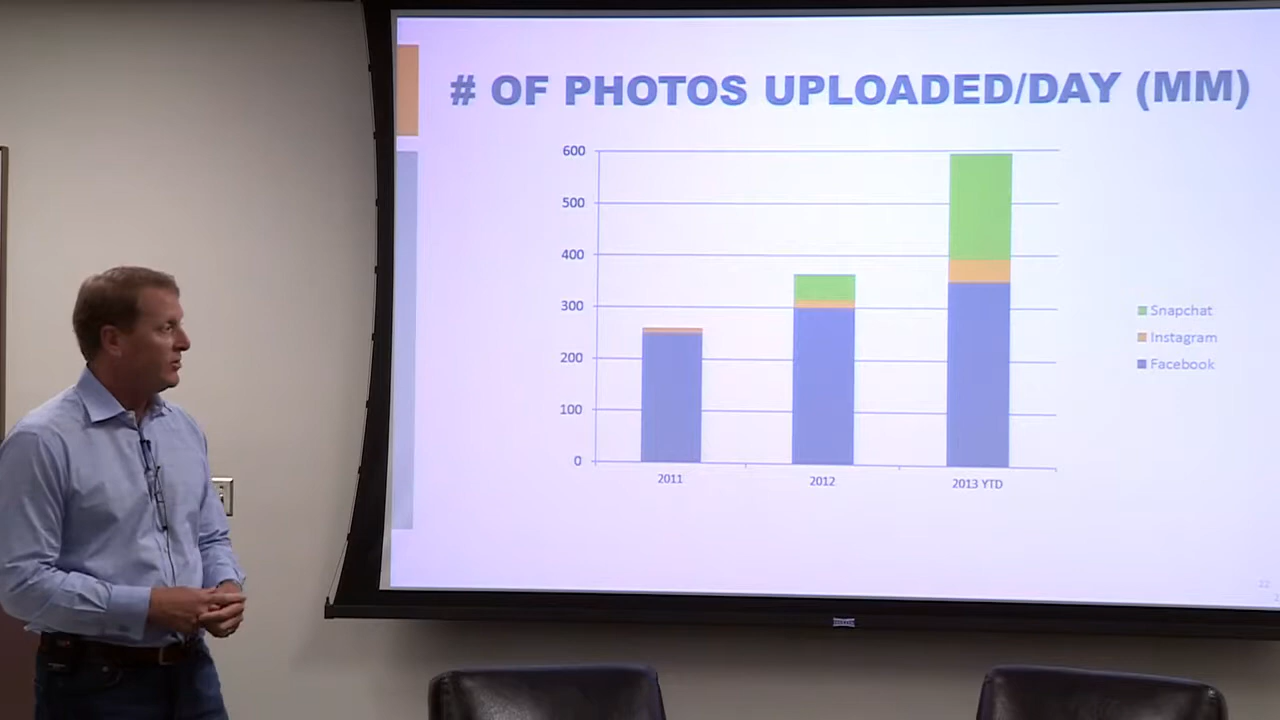 # OF PHOTOS UPLOADED/DAY (MM)
600
500
400
300
200
100
0
2011
2012
2013 YTD
Snapchat
Instagram
Facebook
22